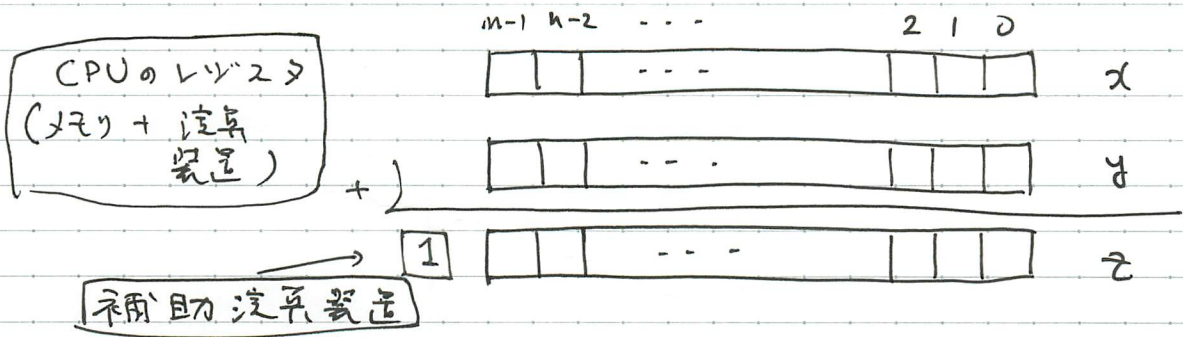 n-1 n-2 - - - 2 1 0
CPUのレジスタ
(メモリ + 演算
装置)
- - - x
- - - y
+
1 - - - z
補助演算装置